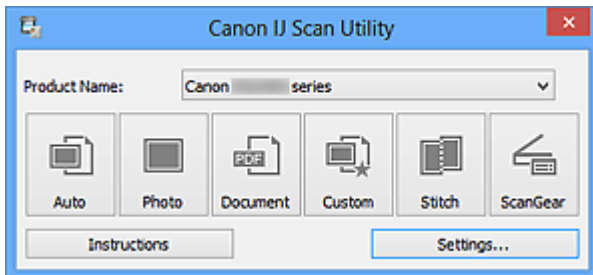 Canon IJ Scan Utility
Product Name: Canon series
Auto Photo PDF Document Custom Stitch ScanGear
Instructions Settings...